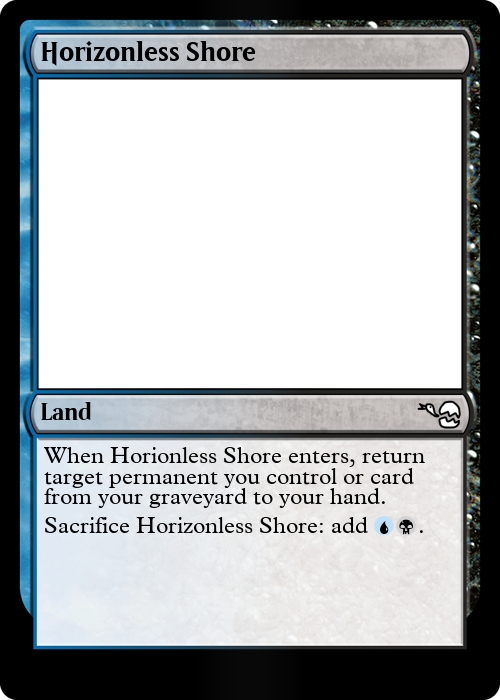 Horizonless Shore
Land
When Horionless Shore enters, return
target permanent you control or card
from your graveyard to your hand.
Sacrifice Horizonless Shore: add .